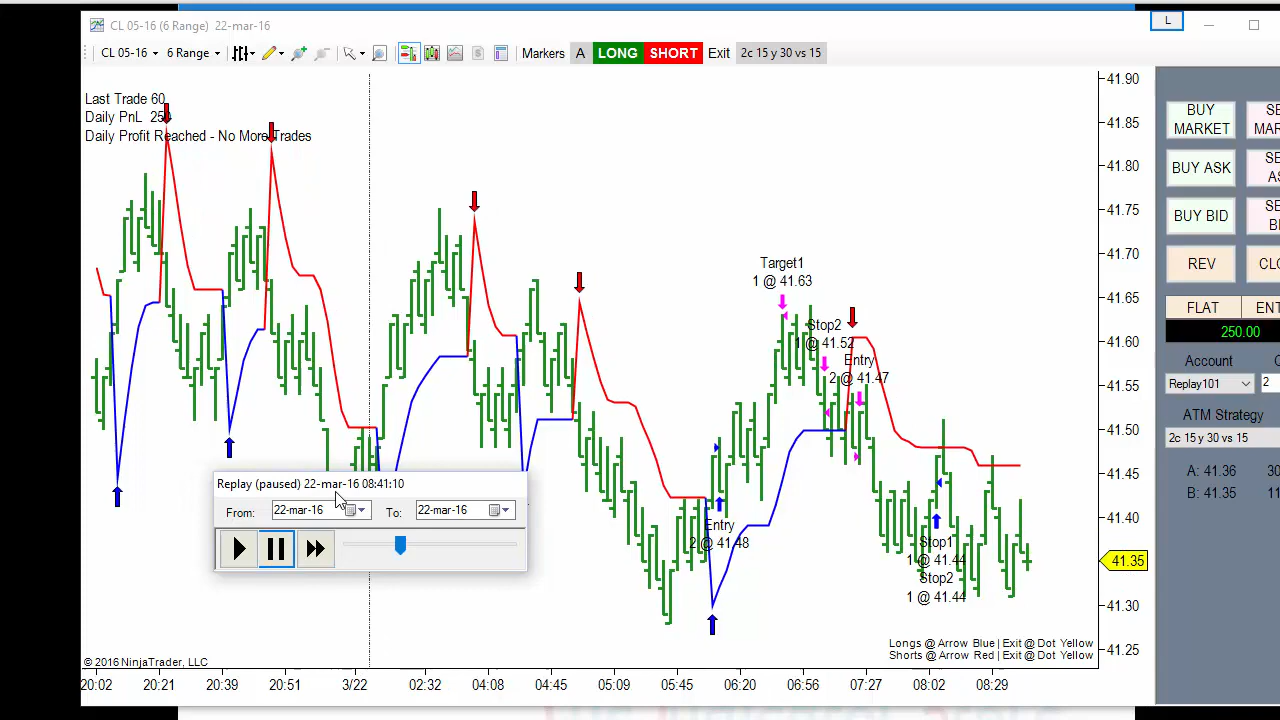 CL 05-16 (6 Range)  22-mar-16
L
CL 05-16  6 Range  Markers  A  LONG  SHORT  Exit  2c 15 y 30 vs 15
Last Trade 60
Daily PnL  250
Daily Profit Reached - No More Trades
41.90
41.85
41.80
41.75
41.70
41.65
41.60
41.55
41.50
41.45
41.40
41.35
41.30
41.25
Target1
1 @ 41.63
Stop2
1 @ 41.52
Entry
2 @ 41.47
Entry
2 @ 41.48
Stop1
1 @ 41.44
Stop2
1 @ 41.44
Replay (paused) 22-mar-16 08:41:10
From: 22-mar-16  To: 22-mar-16
Longs @ Arrow Blue | Exit @ Dot Yellow
Shorts @ Arrow Red | Exit @ Dot Yellow
© 2016 NinjaTrader, LLC
20:02  20:21  20:39  20:51  3/22  02:32  04:08  04:45  05:09  05:45  06:20  06:56  07:27  08:02  08:29
BUY
MARKET
BUY ASK
BUY BID
REV
FLAT
250.00
Account
Replay101  2
ATM Strategy
2c 15 y 30 vs 15
A: 41.36
B: 41.35